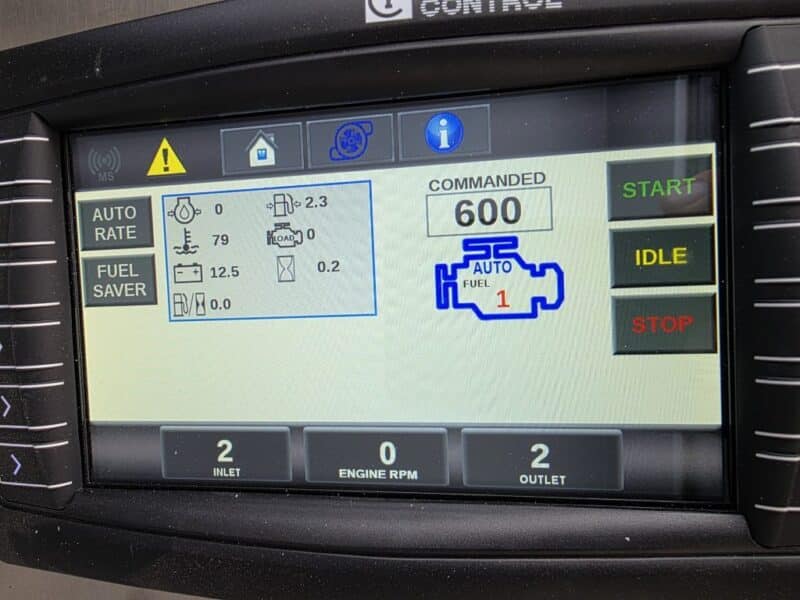 CONTROL
MS
AUTO
RATE
FUEL
SAVER
0
2.3
79
LOAD
0
12.5
0.2
0.0
COMMANDED
600
AUTO
FUEL
1
START
IDLE
STOP
2
INLET
0
ENGINE RPM
2
OUTLET